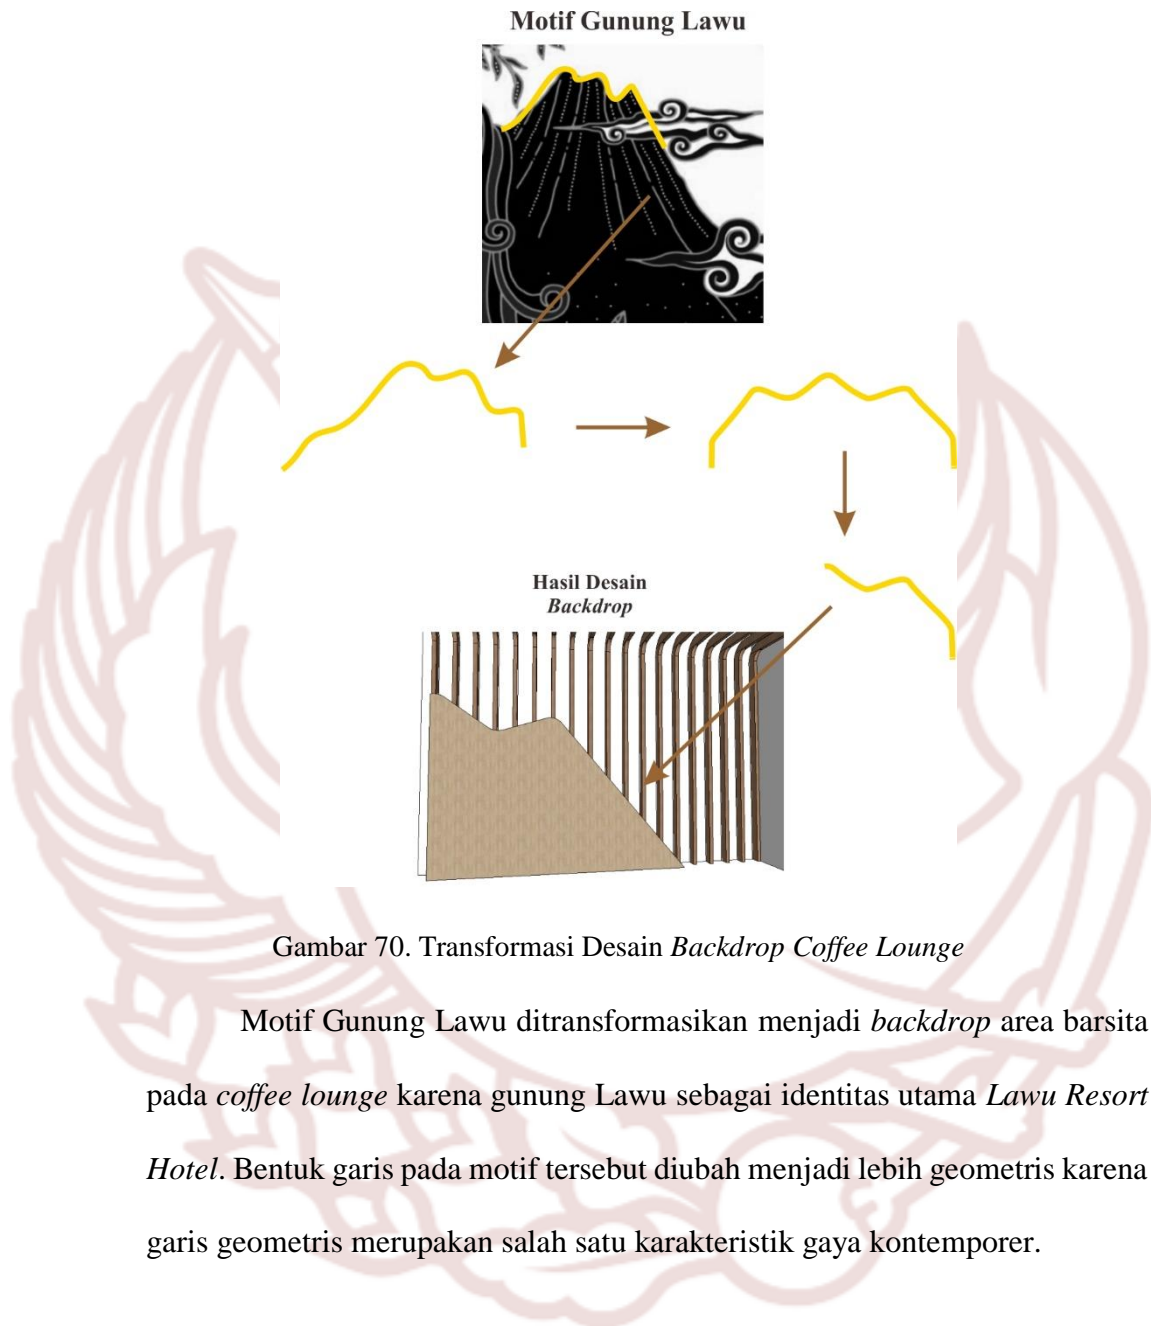 Motif Gunung Lawu
Hasil Desain
Backdrop
Gambar 70. Transformasi Desain Backdrop Coffee Lounge
Motif Gunung Lawu ditransformasikan menjadi backdrop area barsita
pada coffee lounge karena gunung Lawu sebagai identitas utama Lawu Resort
Hotel. Bentuk garis pada motif tersebut diubah menjadi lebih geometris karena
garis geometris merupakan salah satu karakteristik gaya kontemporer.